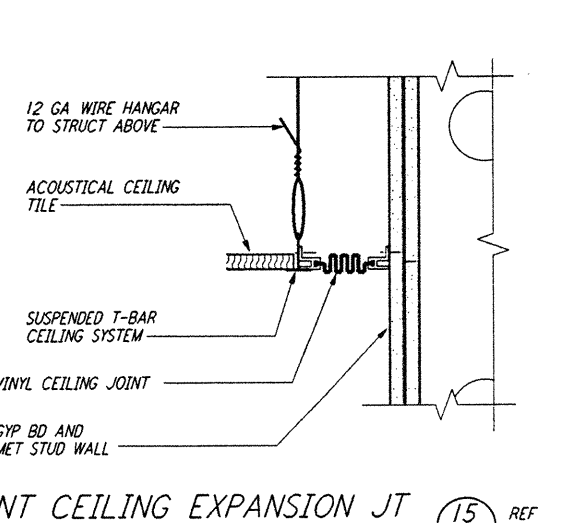 12 GA WIRE HANGAR
TO STRUCT ABOVE
ACOUSTICAL CEILING
TILE
SUSPENDED T-BAR
CEILING SYSTEM
VINYL CEILING JOINT
GYP BD AND
MET STUD WALL
NT CEILING EXPANSION JT
15 REF